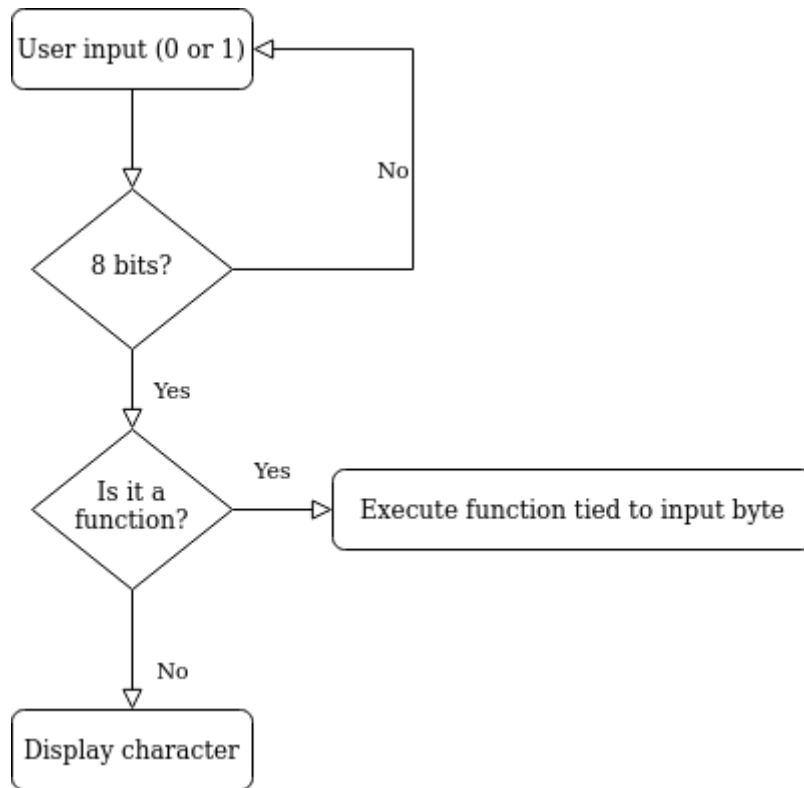 User input (0 or 1)
No
8 bits?
Yes
Is it a
function?
Yes
Execute function tied to input byte
No
Display character